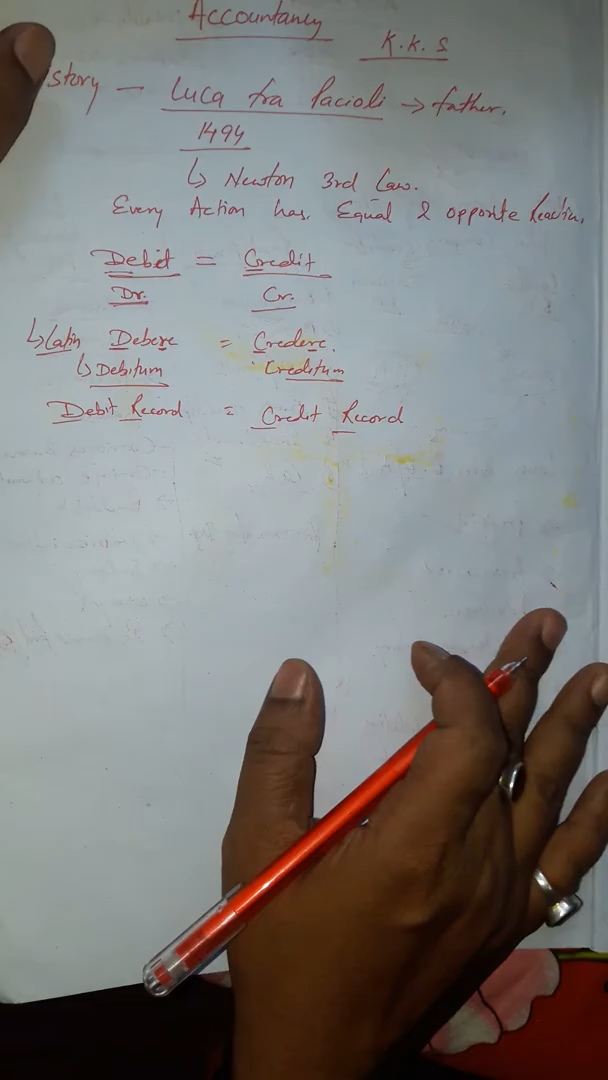 Accountancy
K.K.S
story – Luca fra Pacioli → father.
1494
↳ Newton 3rd Law.
Every Action has. Equal & opposite Reaction.
Debit = Credit
Dr. Cr.
↳ Latin Debere = Credere.
↳ Debitum Creditum
Debit Record = Credit Record